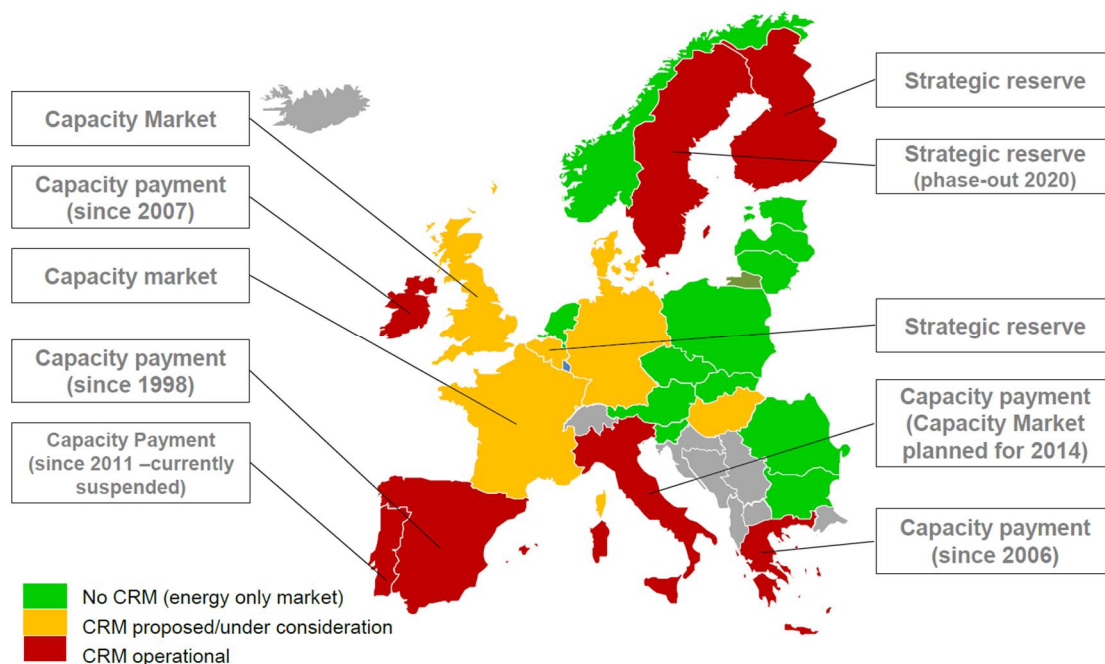 Capacity Market
Capacity payment
(since 2007)
Capacity market
Capacity payment
(since 1998)
Capacity Payment
(since 2011 –currently
suspended)
Strategic reserve
Strategic reserve
(phase-out 2020)
Strategic reserve
Capacity payment
(Capacity Market
planned for 2014)
Capacity payment
(since 2006)
No CRM (energy only market)
CRM proposed/under consideration
CRM operational